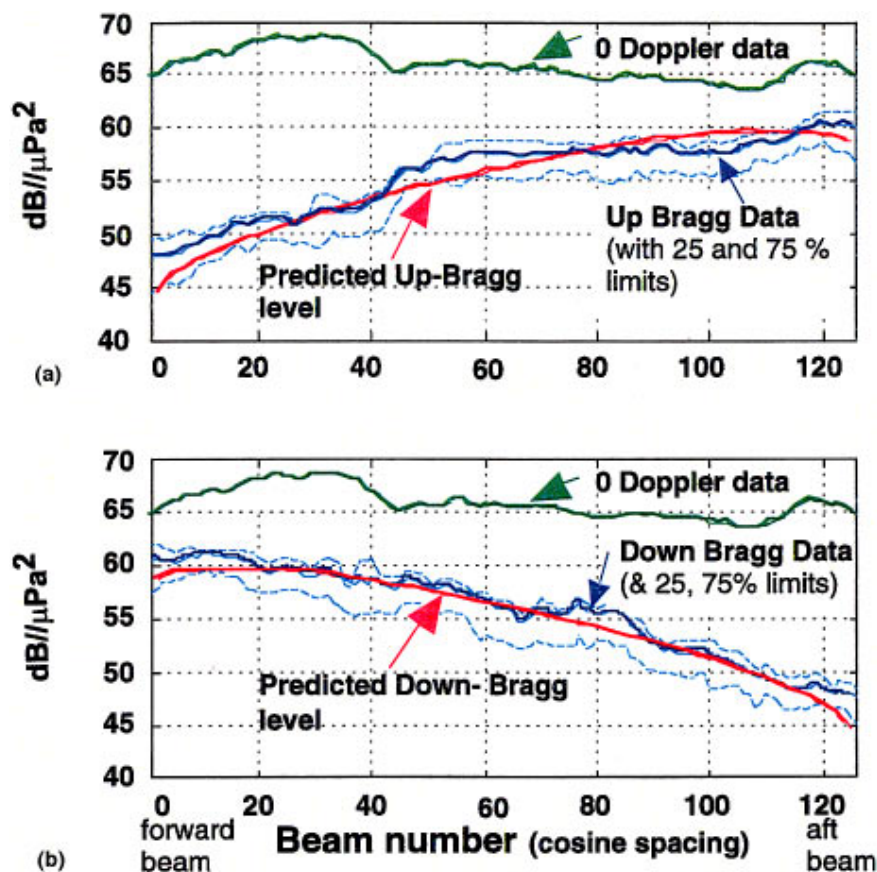 70
65
60
55
50
45
40
dB//μPa2
0 Doppler data
Up Bragg Data
(with 25 and 75 %
limits)
Predicted Up-Bragg
level
0 20 40 60 80 100 120
(a)
70
65
60
55
50
45
40
dB//μPa2
0 Doppler data
Down Bragg Data
(& 25, 75% limits)
Predicted Down- Bragg
level
0 20 40 60 80 100 120
forward
beam
Beam number (cosine spacing)
aft
beam
(b)